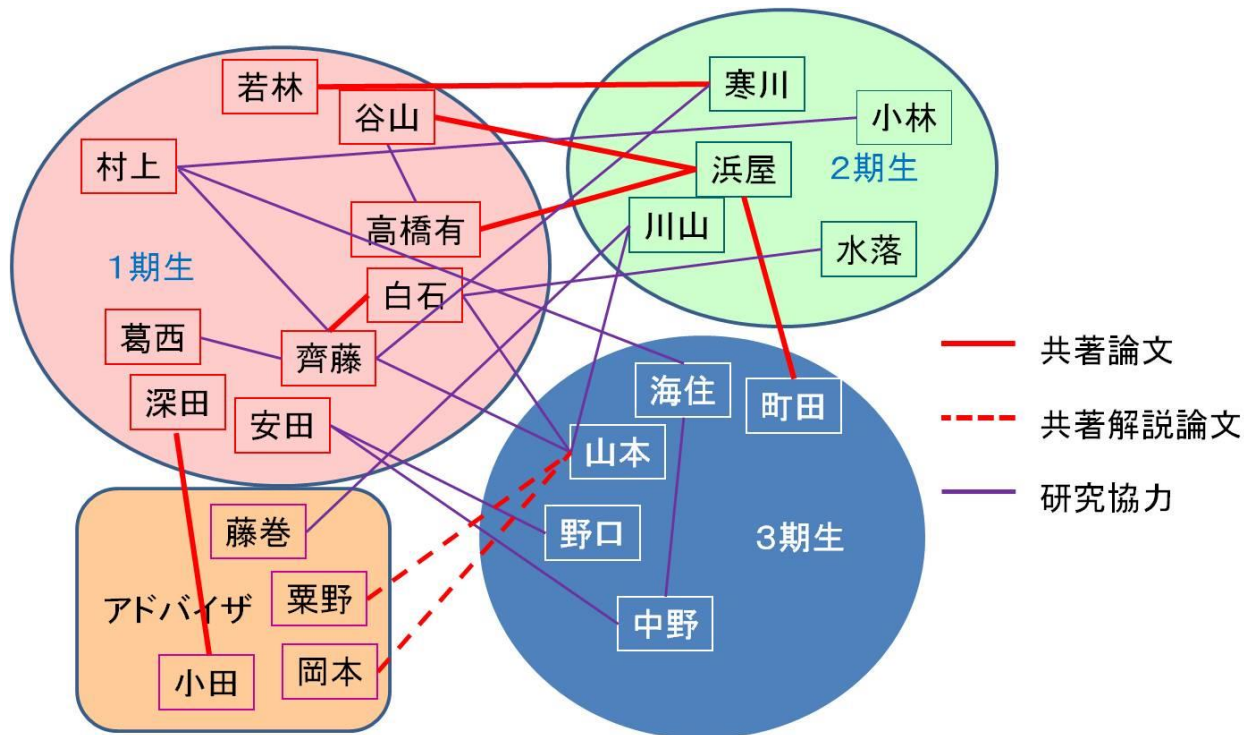 若林
谷山
村上
高橋有
1期生
白石
葛西
齊藤
深田
安田
寒川
小林
浜屋
2期生
川山
水落
海住
町田
山本
野口
3期生
中野
藤巻
粟野
アドバイザ
岡本
小田
共著論文
共著解説論文
研究協力